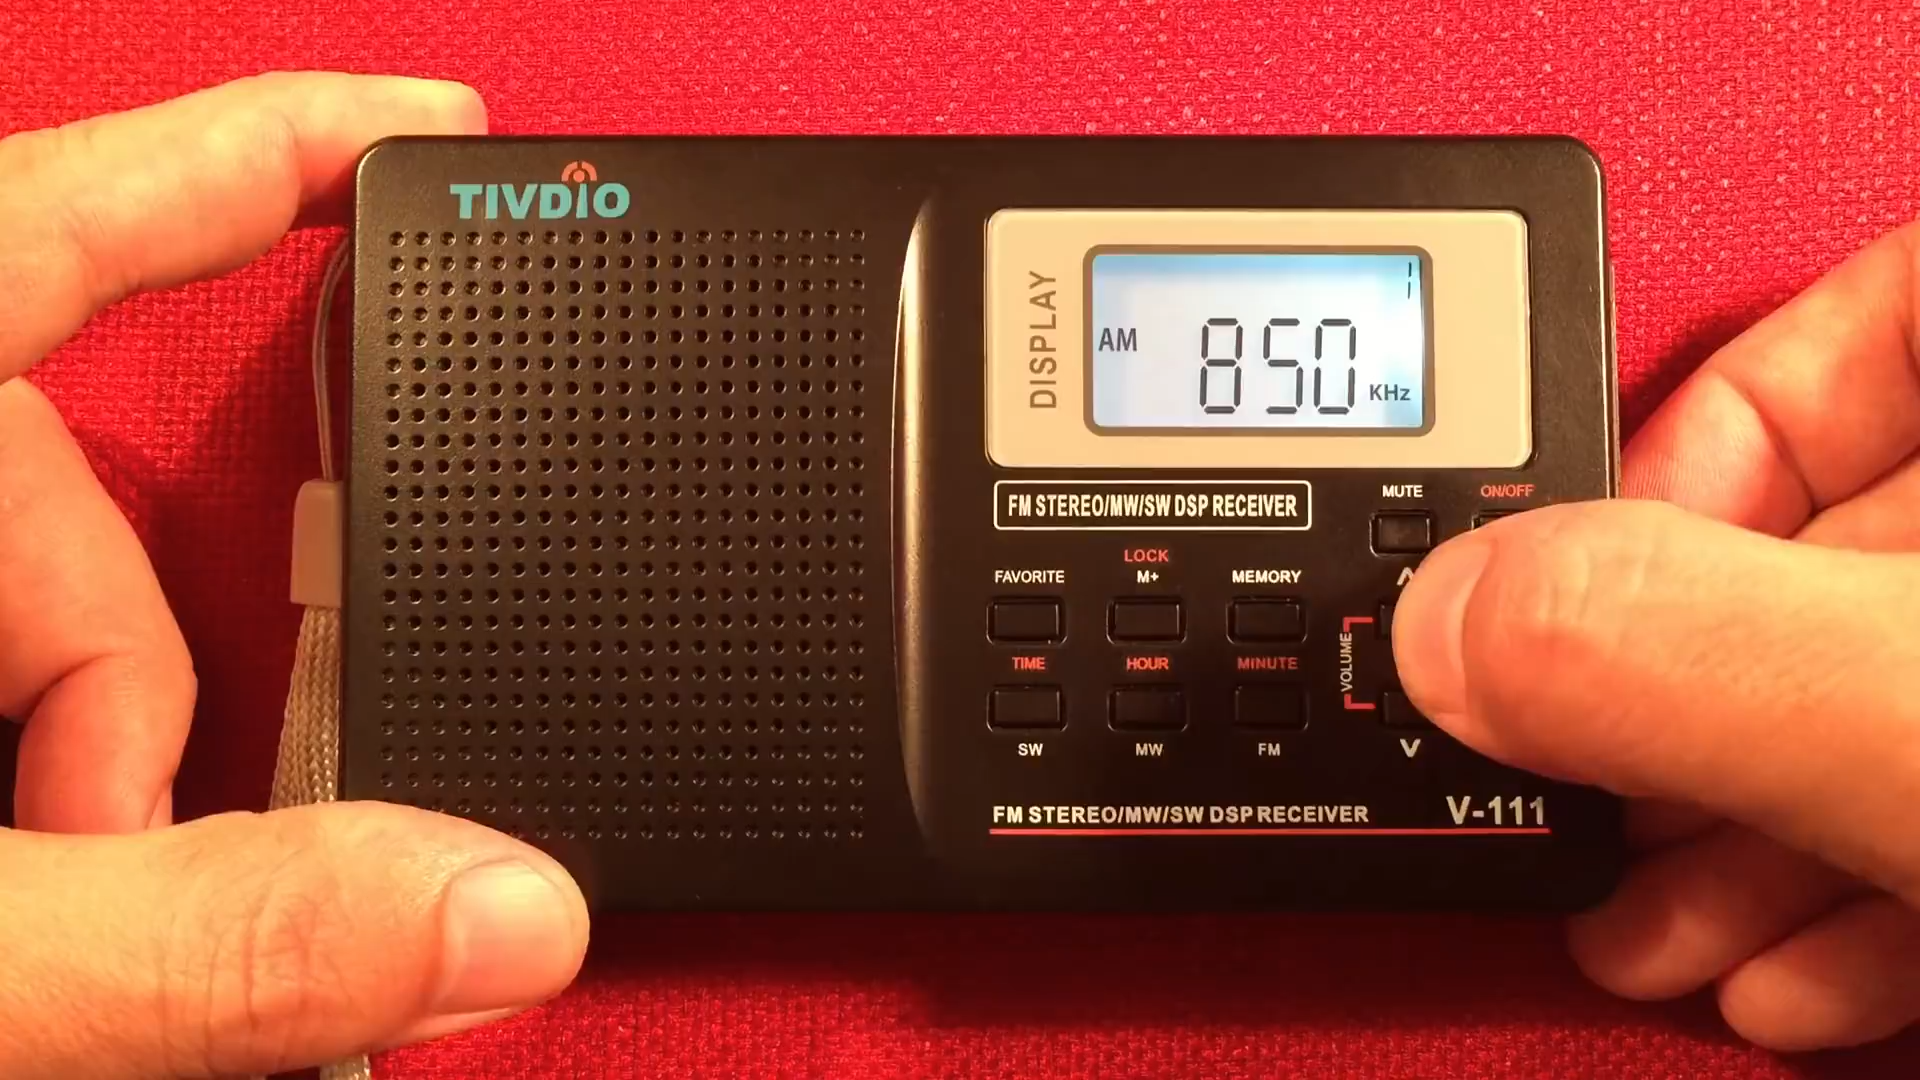 TIVDIO
DISPLAY
1
AM 850 KHz
FM STEREO/MW/SW DSP RECEIVER
MUTE ON/OFF
LOCK
FAVORITE M+ MEMORY
VOLUME
TIME HOUR MINUTE
SW MW FM
FM STEREO/MW/SW DSP RECEIVER V-111